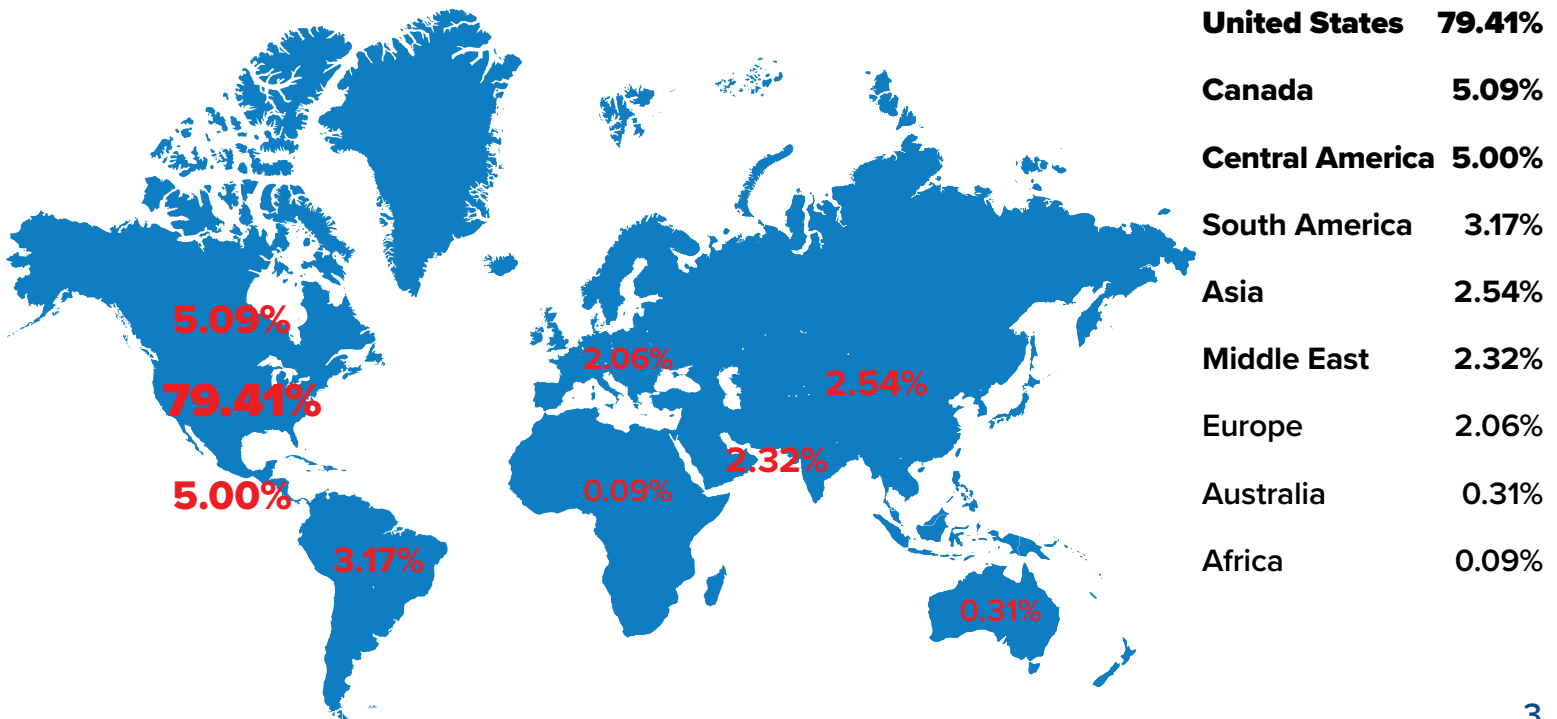 United States 79.41%
Canada 5.09%
Central America 5.00%
South America 3.17%
Asia 2.54%
Middle East 2.32%
Europe 2.06%
Australia 0.31%
Africa 0.09%
5.09%
2.06%
2.54%
79.41%
2.32%
0.09%
5.00%
3.17%
0.31%
3